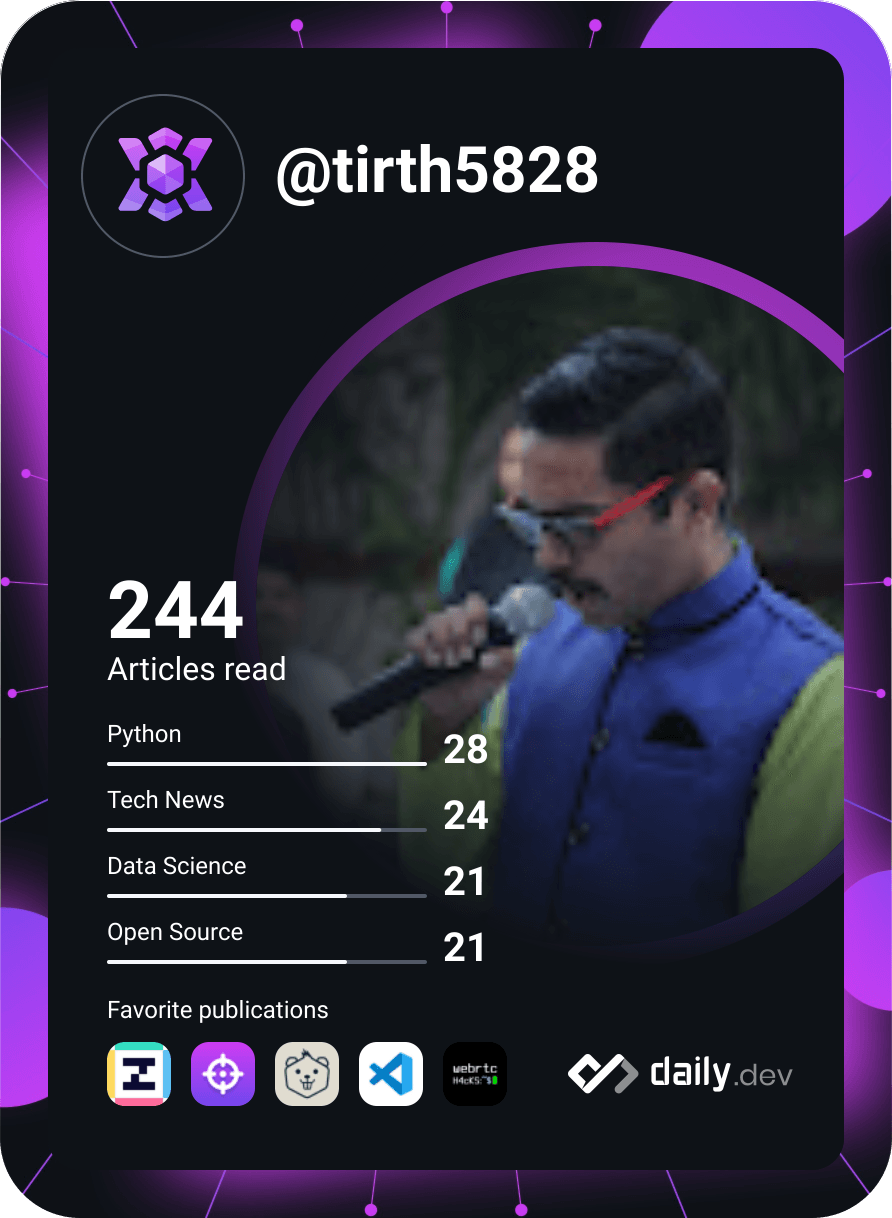 @tirth5828
244
Articles read
Python
28
Tech News
24
Data Science
21
Open Source
21
Favorite publications
webrtc
H4cKS:~$
daily.dev